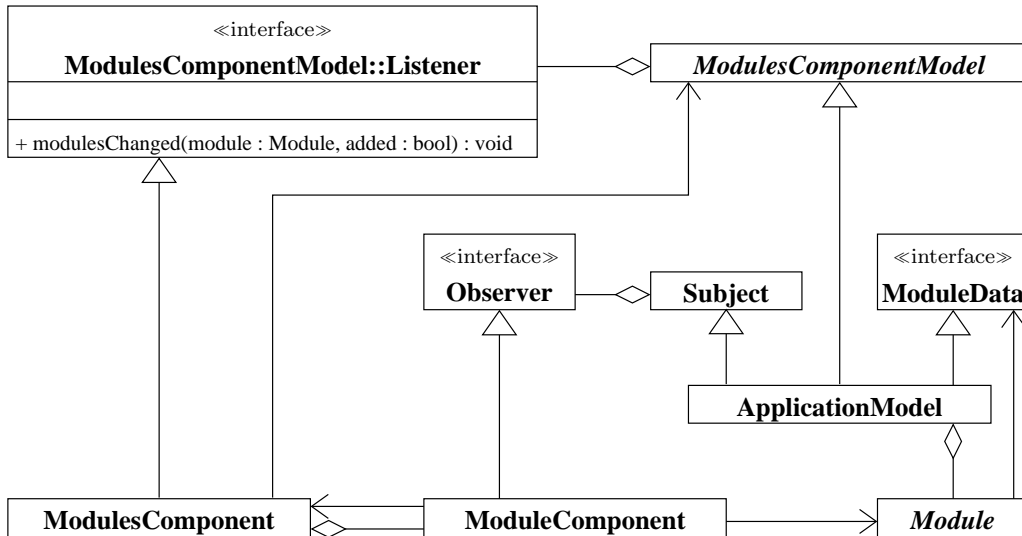 ≪interface≫
ModulesComponentModel::Listener
ModulesComponentModel
+ modulesChanged(module : Module, added : bool) : void
≪interface≫
Observer
Subject
≪interface≫
ModuleData
ApplicationModel
ModulesComponent
ModuleComponent
Module